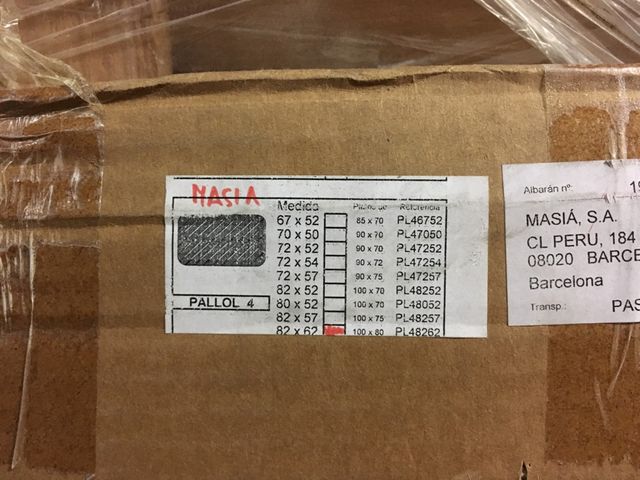 MASIA
Medida Referencia
67 x 52 85 x 70 PL46752
70 x 50 90 x 70 PL47050
72 x 52 90 x 70 PL47252
72 x 54 90 x 72 PL47254
72 x 57 90 x 75 PL47257
82 x 52 100 x 70 PL48252
80 x 52 100 x 70 PL48052
82 x 57 100 x 75 PL48257
82 x 62 100 x 80 PL48262
PALLOL 4
Albarán nº:
MASIÁ, S.A.
CL PERU, 184
08020 BARCE
Barcelona
Transp.: PAS